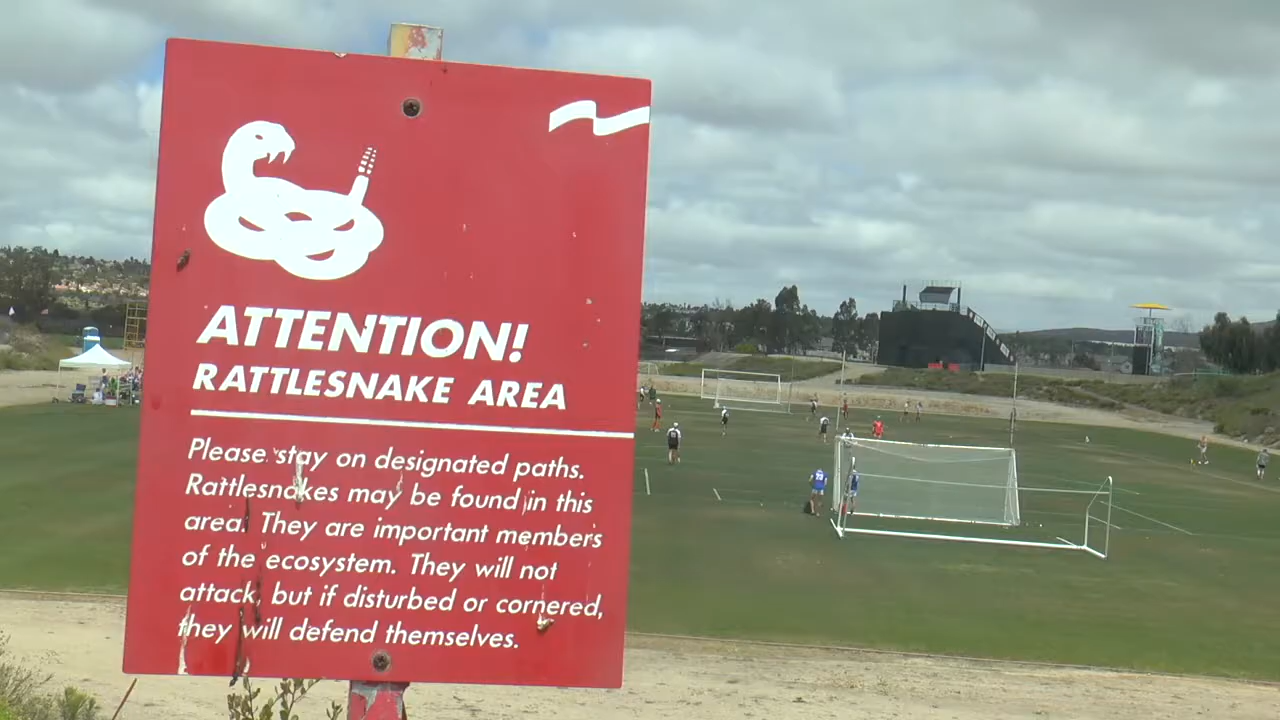 ATTENTION!
RATTLESNAKE AREA
Please stay on designated paths.
Rattlesnakes may be found in this
area. They are important members
of the ecosystem. They will not
attack, but if disturbed or cornered,
they will defend themselves.